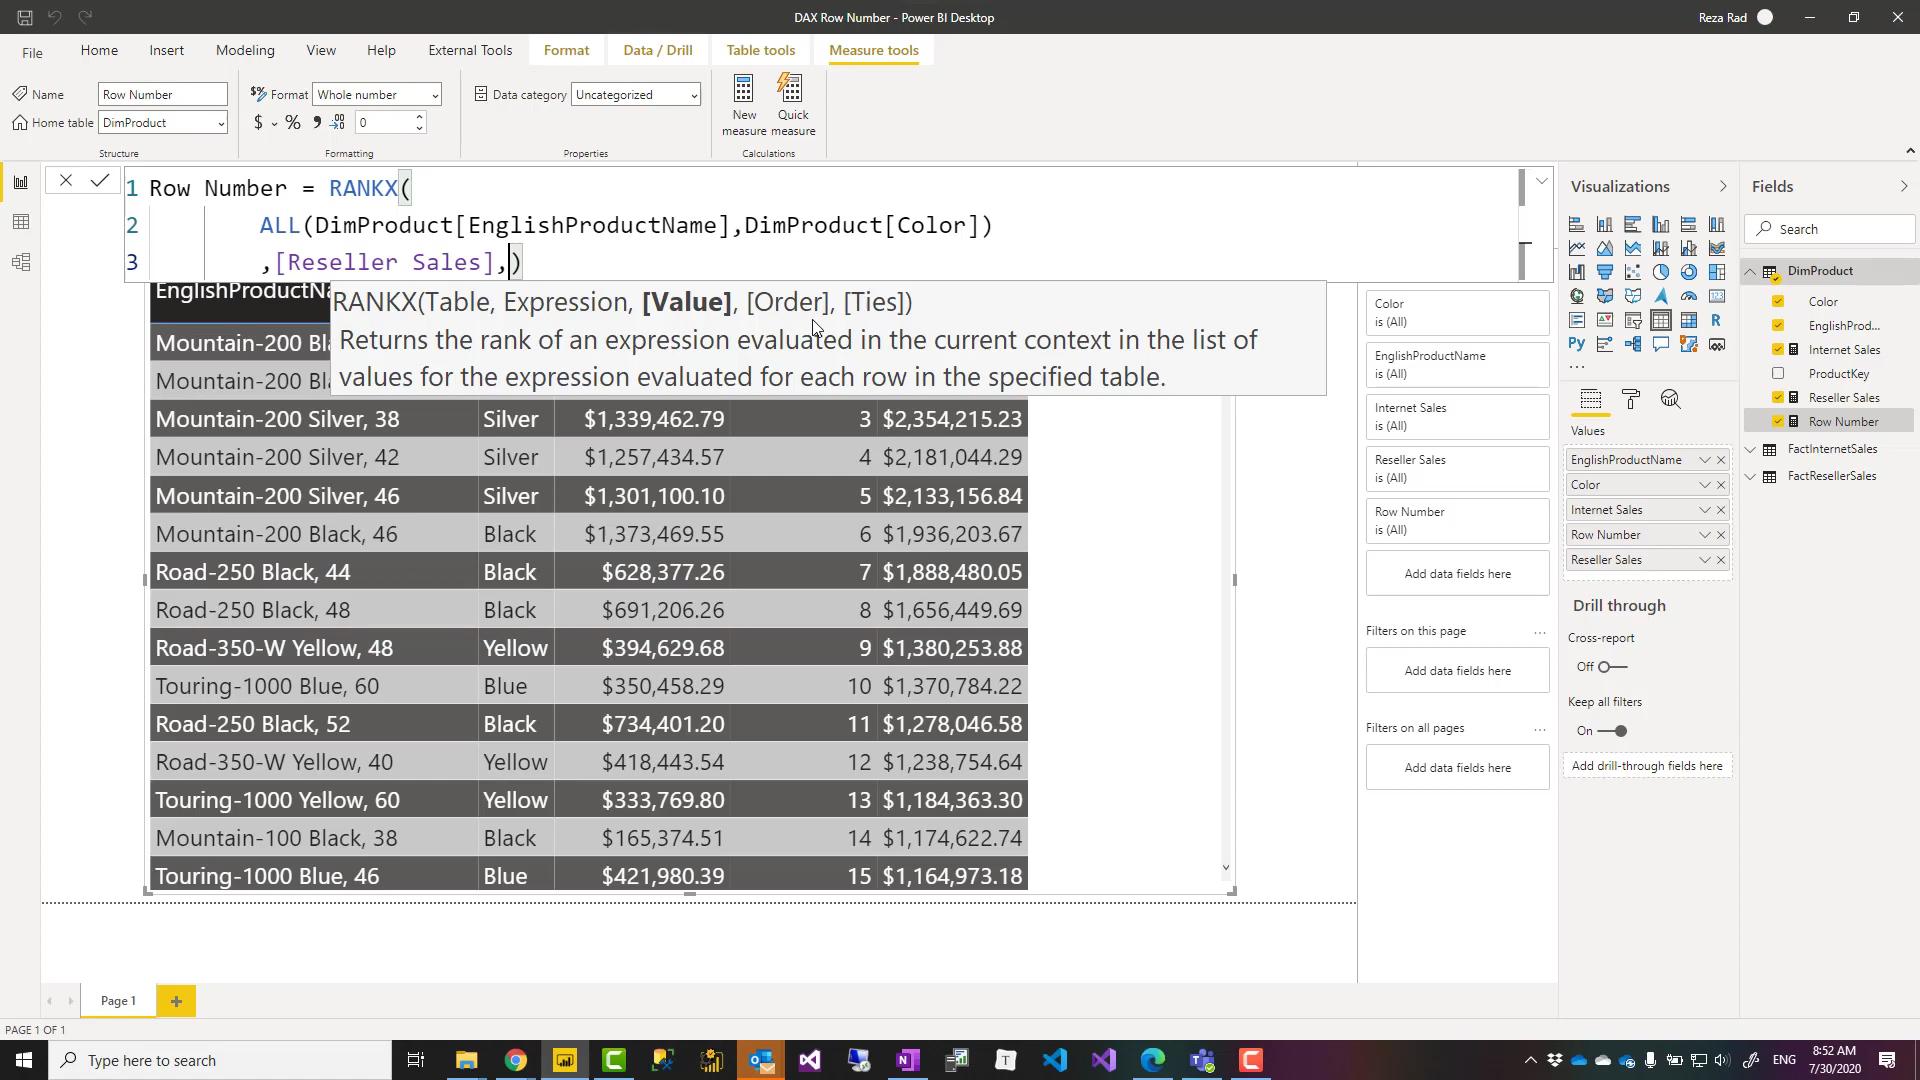 DAX Row Number - Power BI Desktop
Reza Rad
File Home Insert Modeling View Help External Tools Format Data / Drill Table tools Measure tools
Name Row Number
Home table DimProduct
Structure
$% Format Whole number
$ % 0
Formatting
Data category Uncategorized
Properties
New measure
Quick measure
Calculations
1 Row Number = RANKX(
2 ALL(DimProduct[EnglishProductName],DimProduct[Color])
3 ,[Reseller Sales],)
RANKX(Table, Expression, [Value], [Order], [Ties])
Returns the rank of an expression evaluated in the current context in the list of
values for the expression evaluated for each row in the specified table.
EnglishProductNa
Mountain-200 Bl
Mountain-200 Bl
Mountain-200 Silver, 38 Silver $1,339,462.79 3 $2,354,215.23
Mountain-200 Silver, 42 Silver $1,257,434.57 4 $2,181,044.29
Mountain-200 Silver, 46 Silver $1,301,100.10 5 $2,133,156.84
Mountain-200 Black, 46 Black $1,373,469.55 6 $1,936,203.67
Road-250 Black, 44 Black $628,377.26 7 $1,888,480.05
Road-250 Black, 48 Black $691,206.26 8 $1,656,449.69
Road-350-W Yellow, 48 Yellow $394,629.68 9 $1,380,253.88
Touring-1000 Blue, 60 Blue $350,458.29 10 $1,370,784.22
Road-250 Black, 52 Black $734,401.20 11 $1,278,046.58
Road-350-W Yellow, 40 Yellow $418,443.54 12 $1,238,754.64
Touring-1000 Yellow, 60 Yellow $333,769.80 13 $1,184,363.30
Mountain-100 Black, 38 Black $165,374.51 14 $1,174,622.74
Touring-1000 Blue, 46 Blue $421,980.39 15 $1,164,973.18
Color
is (All)
EnglishProductName
is (All)
Internet Sales
is (All)
Reseller Sales
is (All)
Row Number
is (All)
Add data fields here
Filters on this page ...
Add data fields here
Filters on all pages ...
Add data fields here
Visualizations
R
Py
...
Values
EnglishProductName
Color
Internet Sales
Row Number
Reseller Sales
Drill through
Cross-report
Off
Keep all filters
On
Add drill-through fields here
Fields
Search
DimProduct
Color
EnglishProd...
Internet Sales
ProductKey
Reseller Sales
Row Number
FactInternetSales
FactResellerSales
Page 1
PAGE 1 OF 1
Type here to search
ENG
8:52 AM
7/30/2020